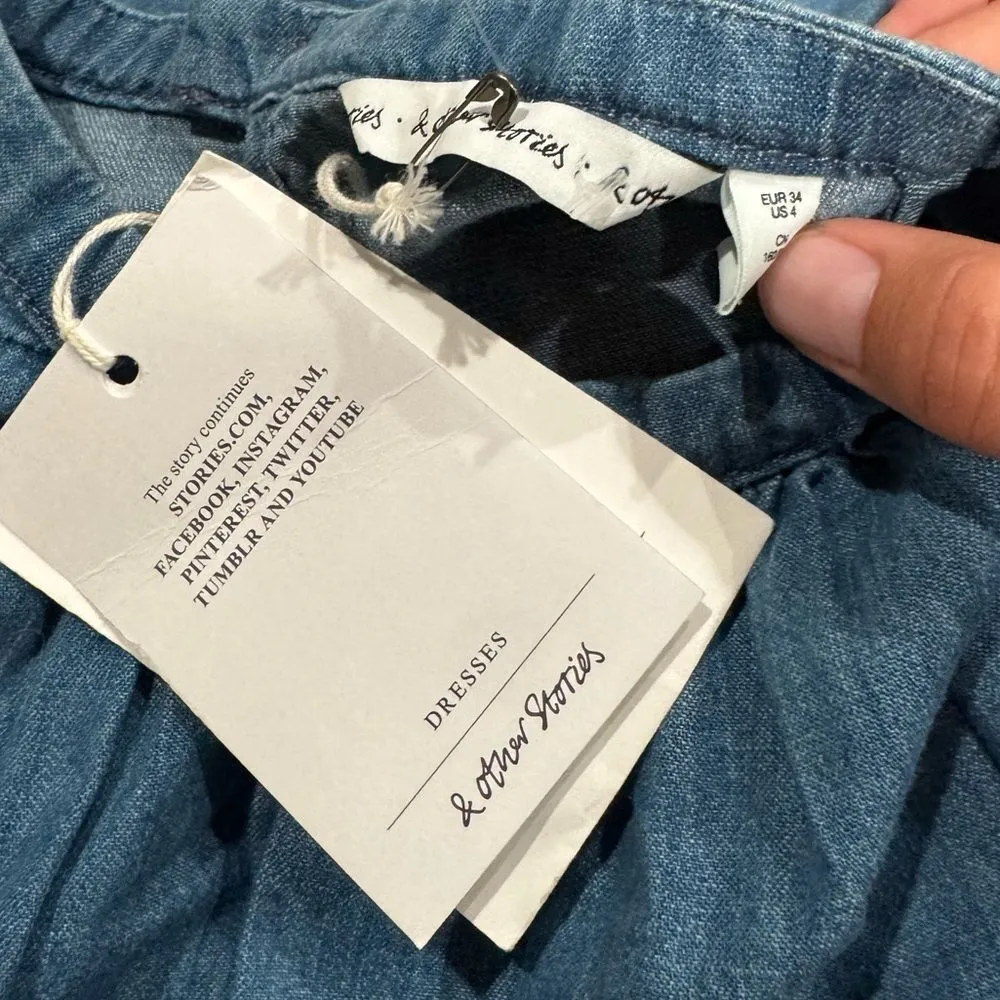 ries · & other Stories · & oth
EUR 34
US 4
The story continues
STORIES.COM,
FACEBOOK, INSTAGRAM,
PINTEREST, TWITTER,
TUMBLR AND YOUTUBE
DRESSES
& other Stories